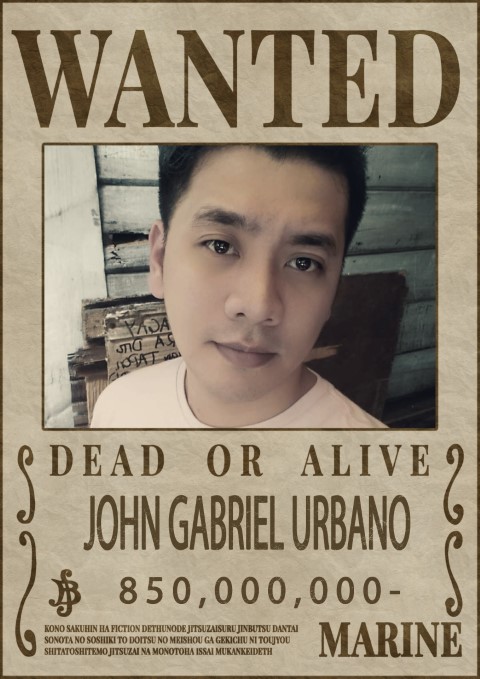 WANTED
DEAD OR ALIVE
JOHN GABRIEL URBANO
850,000,000-
KONO SAKUHIN HA FICTION DETHUNODE JITSUZAISURU JINBUTSU DANTAI
SONOTA NO SOSHIKI TO DOITSU NO MEISHOU GA GEKICHU NI TOUJYOU
SHITATOSHITEMO JITSUZAI NA MONOTOHA ISSAI MUKANKEIDETH
MARINE